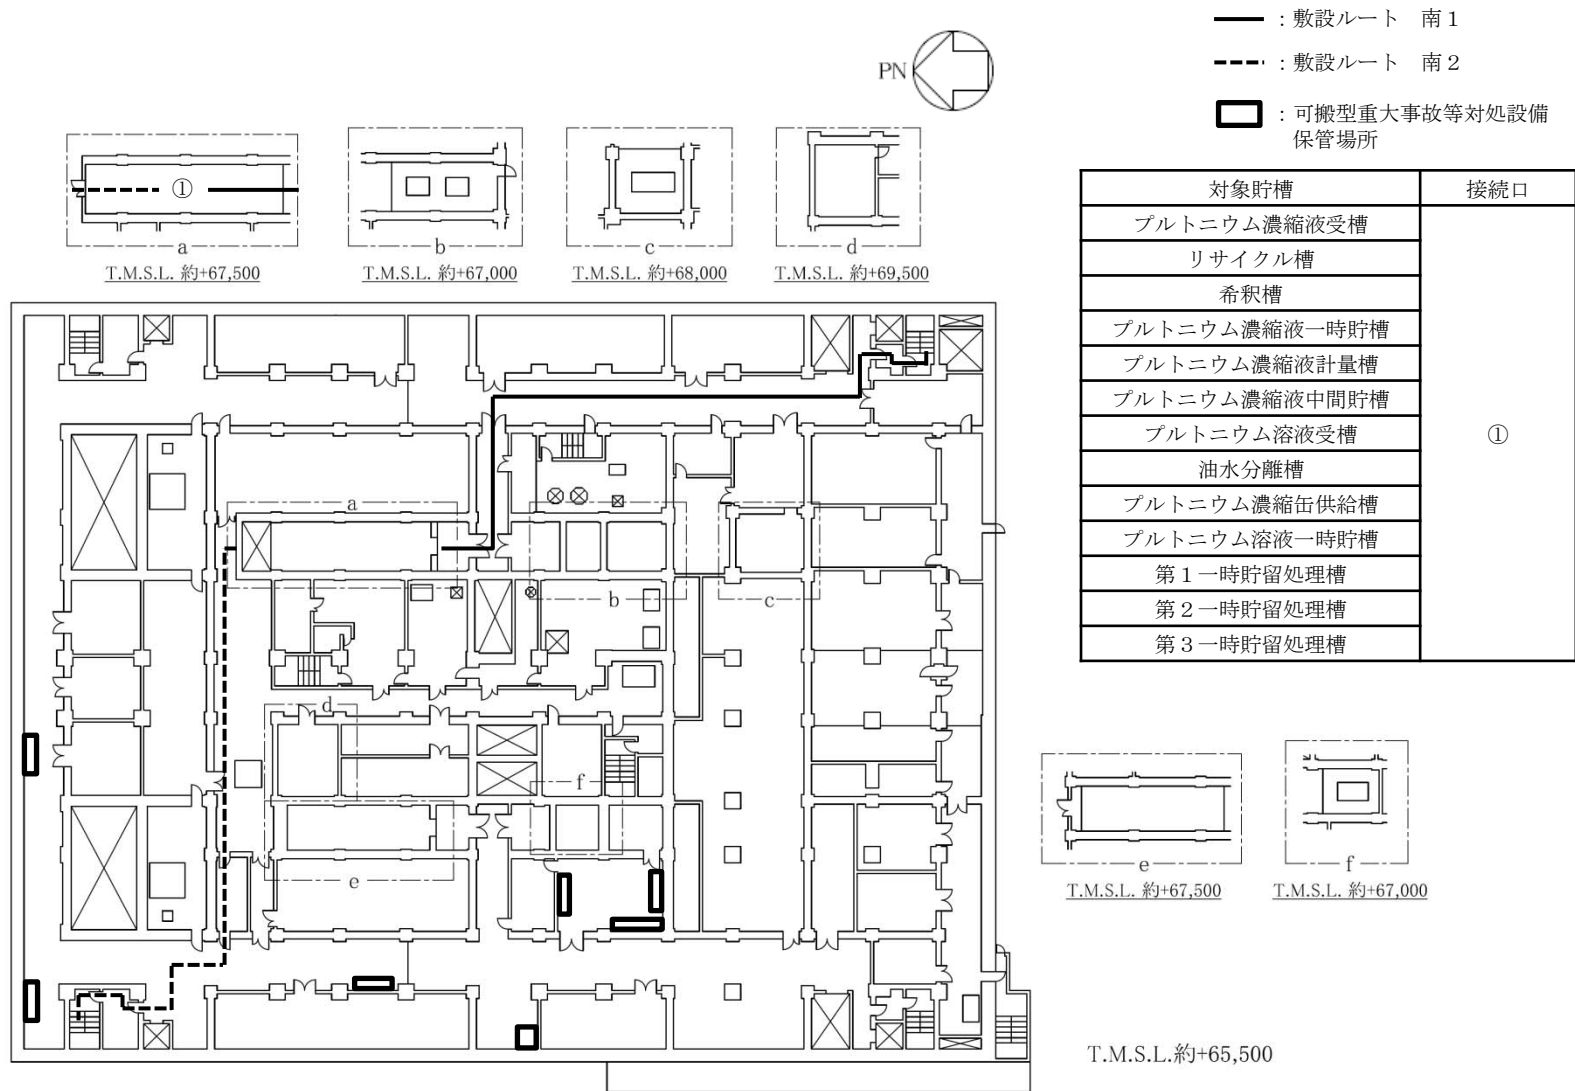 ：敷設ルート　南１
：敷設ルート　南２
：可搬型重大事故等対処設備
保管場所
PN
①
a
T.M.S.L. 約+67,500
b
T.M.S.L. 約+67,000
c
T.M.S.L. 約+68,000
d
T.M.S.L. 約+69,500
対象貯槽 接続口
プルトニウム濃縮液受槽
リサイクル槽
希釈槽
プルトニウム濃縮液一時貯槽
プルトニウム濃縮液計量槽
プルトニウム濃縮液中間貯槽
プルトニウム溶液受槽 ①
油水分離槽
プルトニウム濃縮缶供給槽
プルトニウム溶液一時貯槽
第１一時貯留処理槽
第２一時貯留処理槽
第３一時貯留処理槽
a
b
c
d
f
e
e
T.M.S.L. 約+67,500
f
T.M.S.L. 約+67,000
T.M.S.L.約+65,500